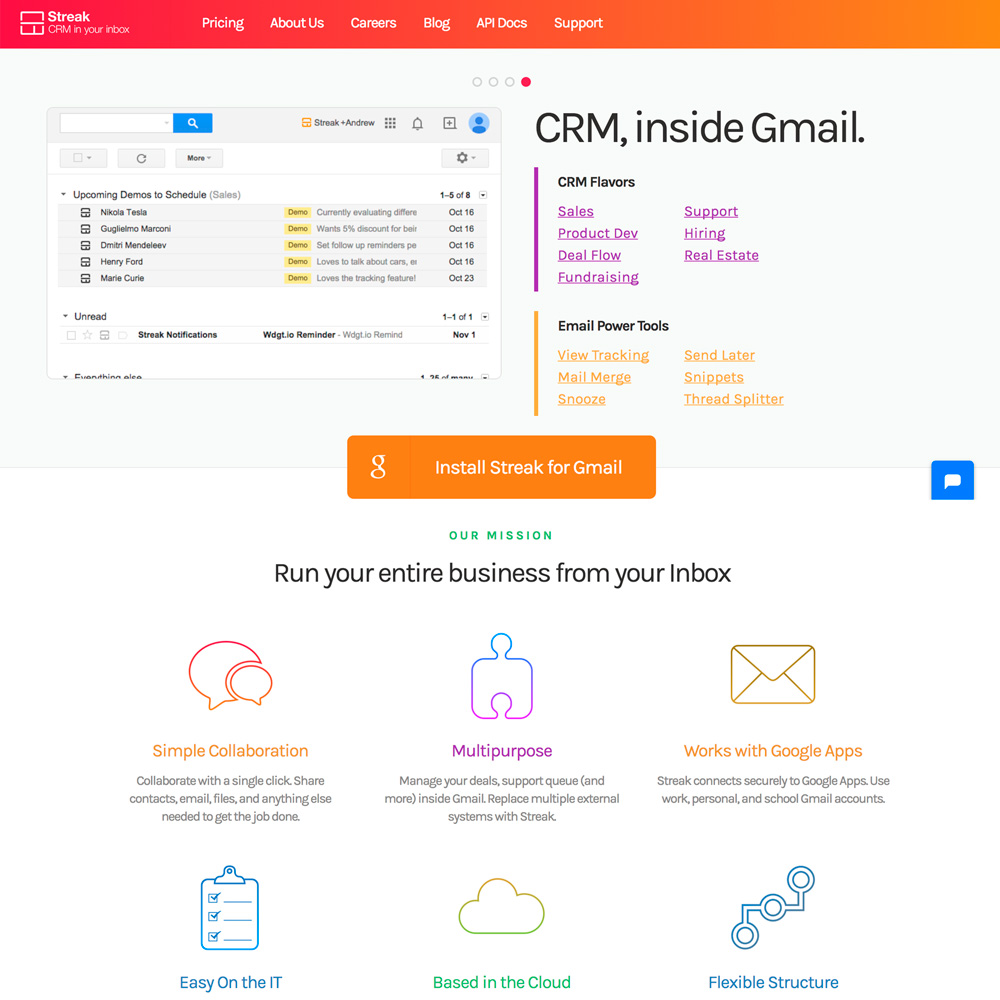 Streak
CRM in your inbox
Pricing About Us Careers Blog API Docs Support
Streak +Andrew
More
Upcoming Demos to Schedule (Sales) 1–5 of 8
Nikola Tesla Demo Currently evaluating differe Oct 16
Guglielmo Marconi Demo Wants 5% discount for bein Oct 16
Dmitri Mendeleev Demo Set follow up reminders pe Oct 16
Henry Ford Demo Loves to talk about cars, Oct 16
Marie Curie Demo Loves the tracking feature! Oct 23
Unread 1–1 of 1
Streak Notifications Wdgt.io Reminder - Wdgt.io Remind Nov 1
Everything else 1–25 of many
CRM, inside Gmail.
CRM Flavors
Sales Support
Product Dev Hiring
Deal Flow Real Estate
Fundraising
Email Power Tools
View Tracking Send Later
Mail Merge Snippets
Snooze Thread Splitter
g Install Streak for Gmail
OUR MISSION
Run your entire business from your Inbox
Simple Collaboration
Collaborate with a single click. Share
contacts, email, files, and anything else
needed to get the job done.
Multipurpose
Manage your deals, support queue (and
more) inside Gmail. Replace multiple external
systems with Streak.
Works with Google Apps
Streak connects securely to Google Apps. Use
work, personal, and school Gmail accounts.
Easy On the IT
Based in the Cloud
Flexible Structure